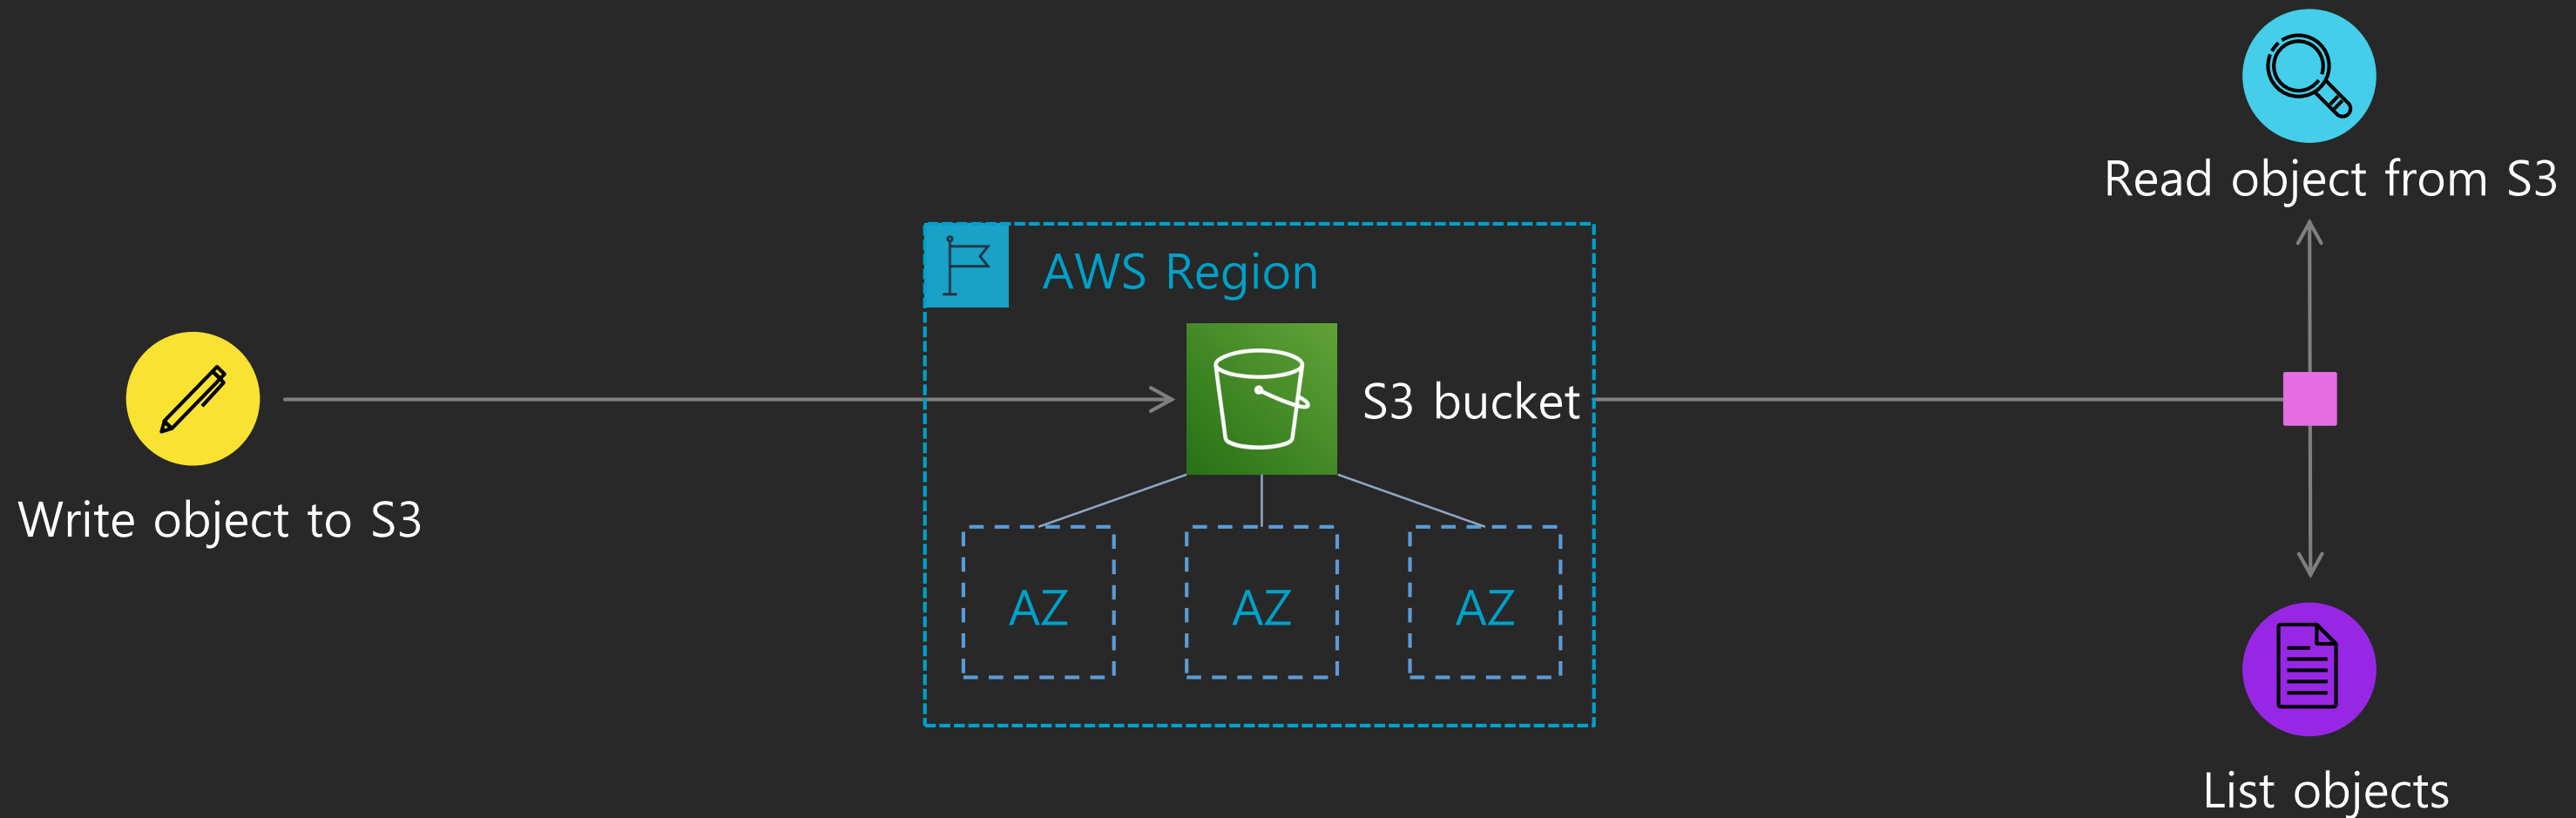 Read object from S3
AWS Region
S3 bucket
Write object to S3
AZ
AZ
AZ
List objects